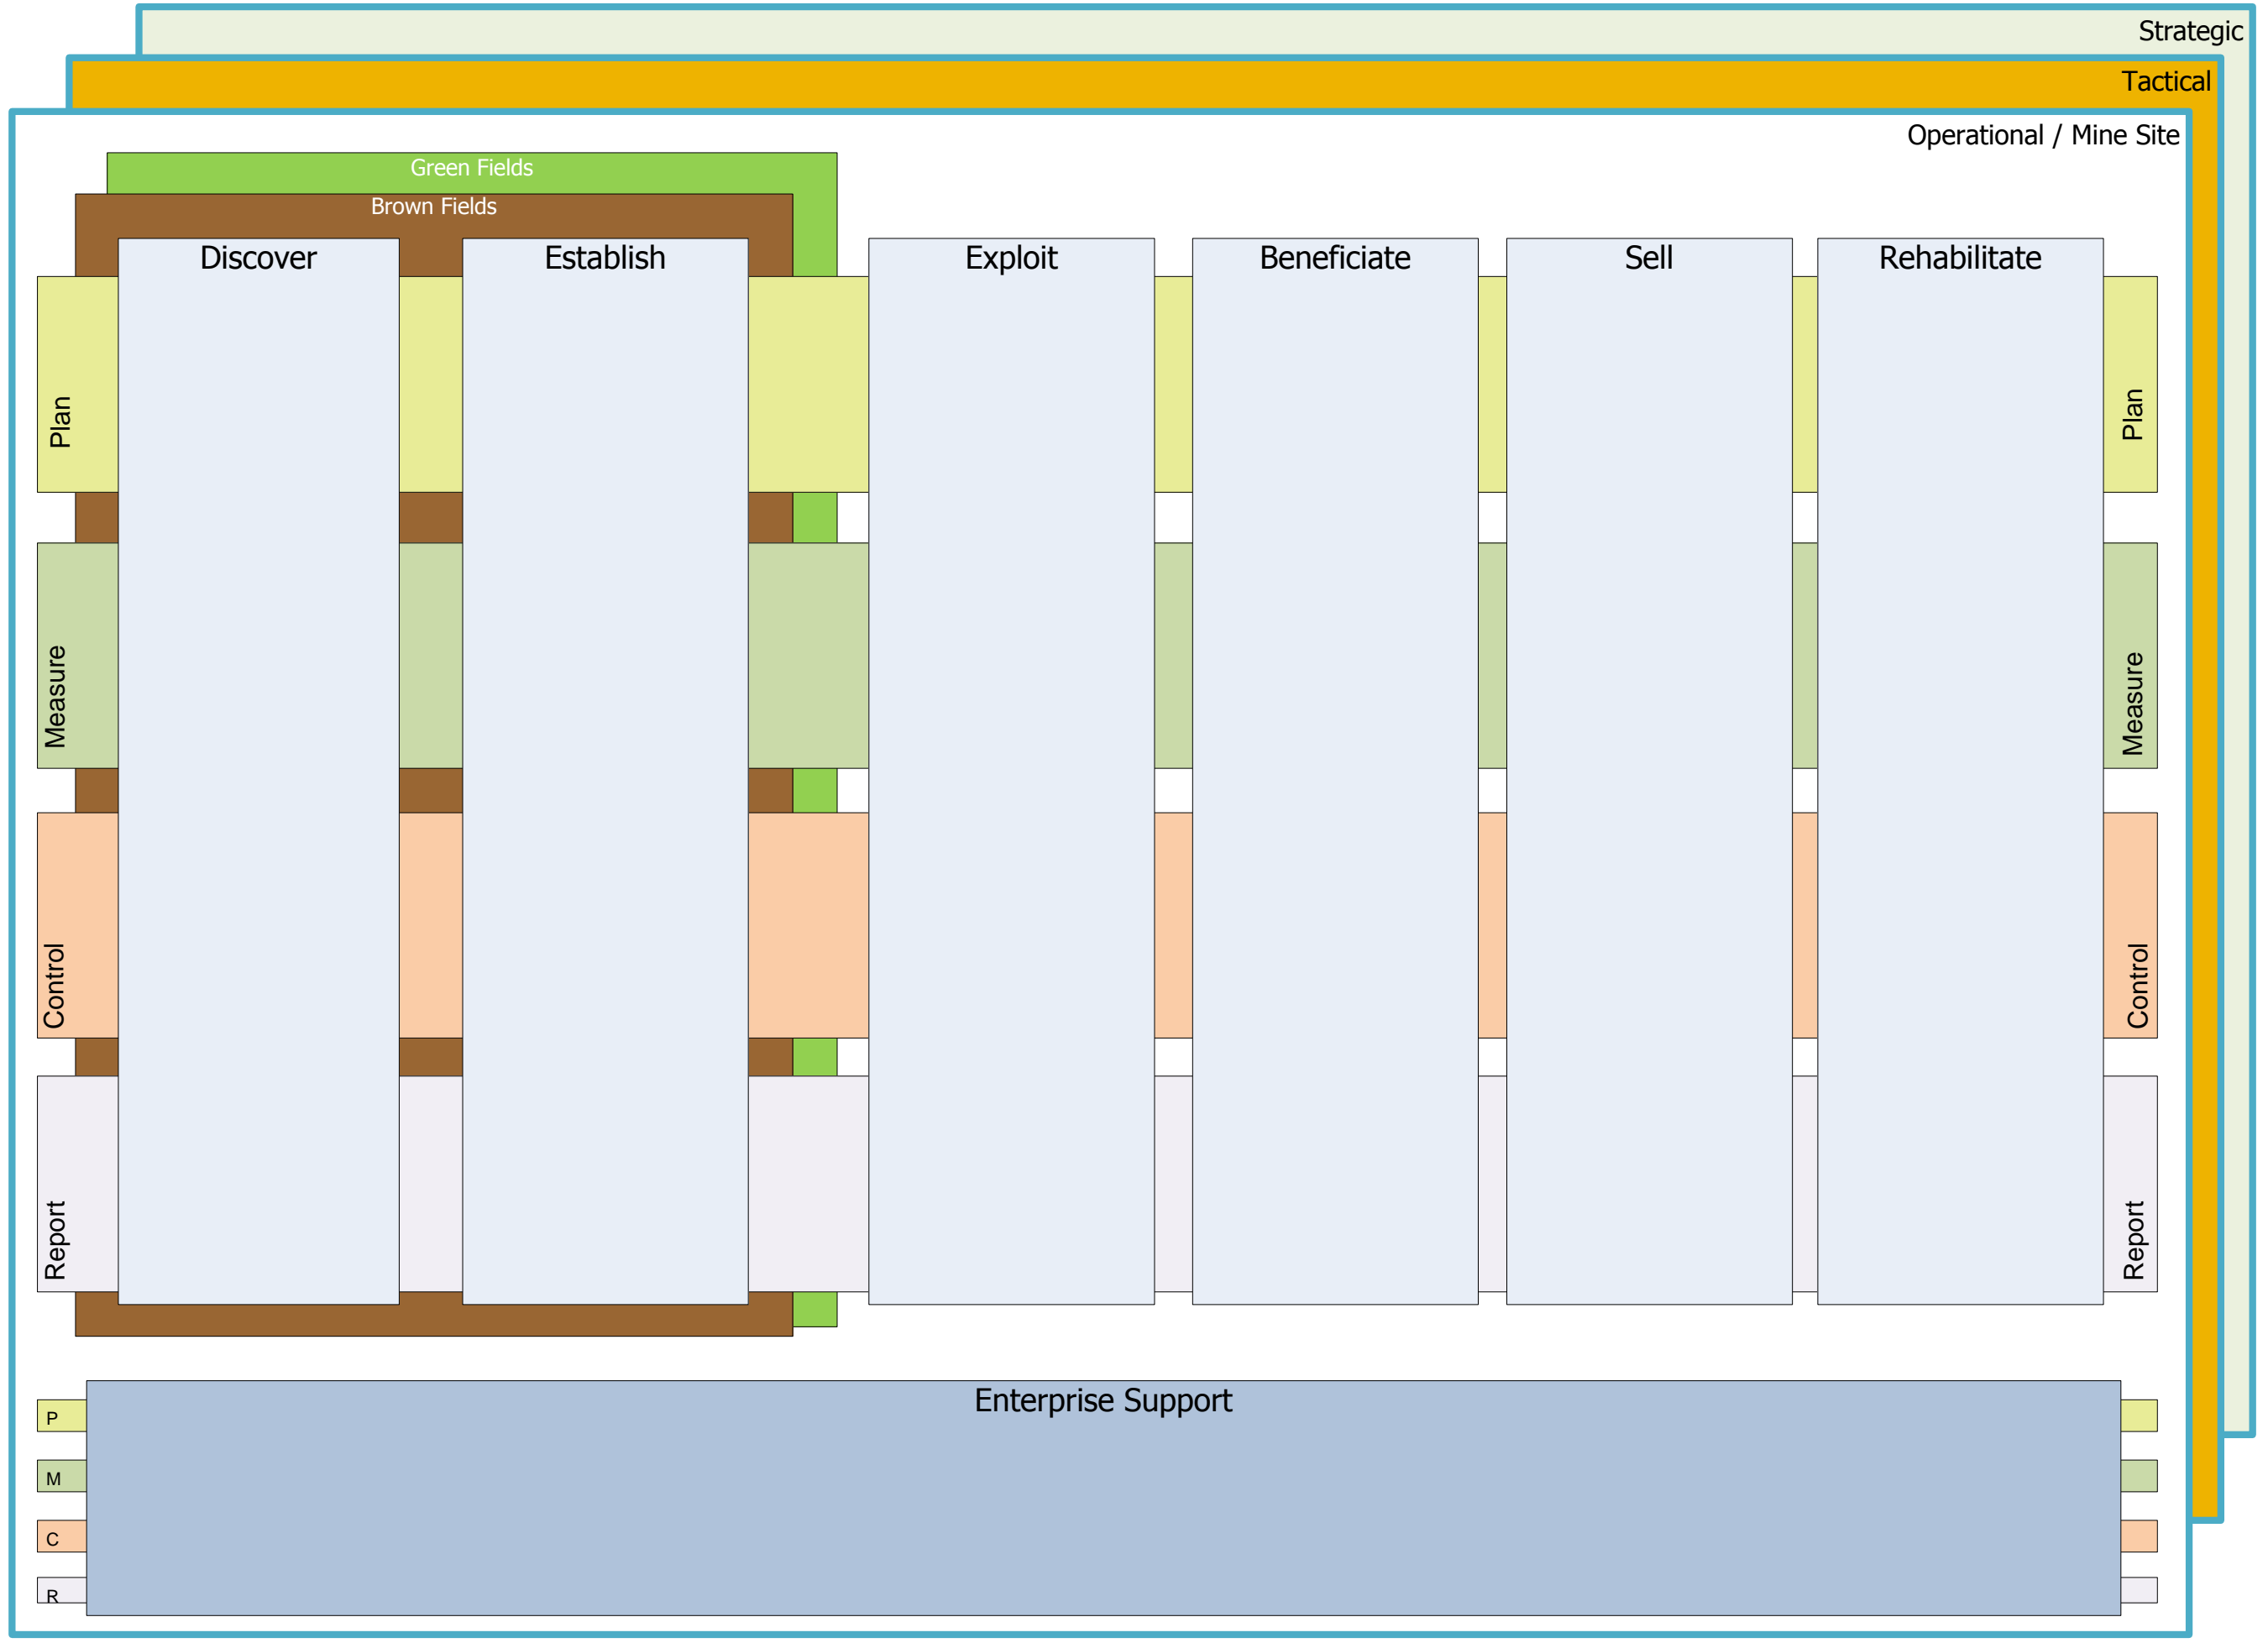 Strategic
Tactical
Operational / Mine Site
Green Fields
Brown Fields
Discover
Establish
Exploit
Beneficiate
Sell
Rehabilitate
Plan
Plan
Measure
Measure
Control
Control
Report
Report
Enterprise Support
P
M
C
R